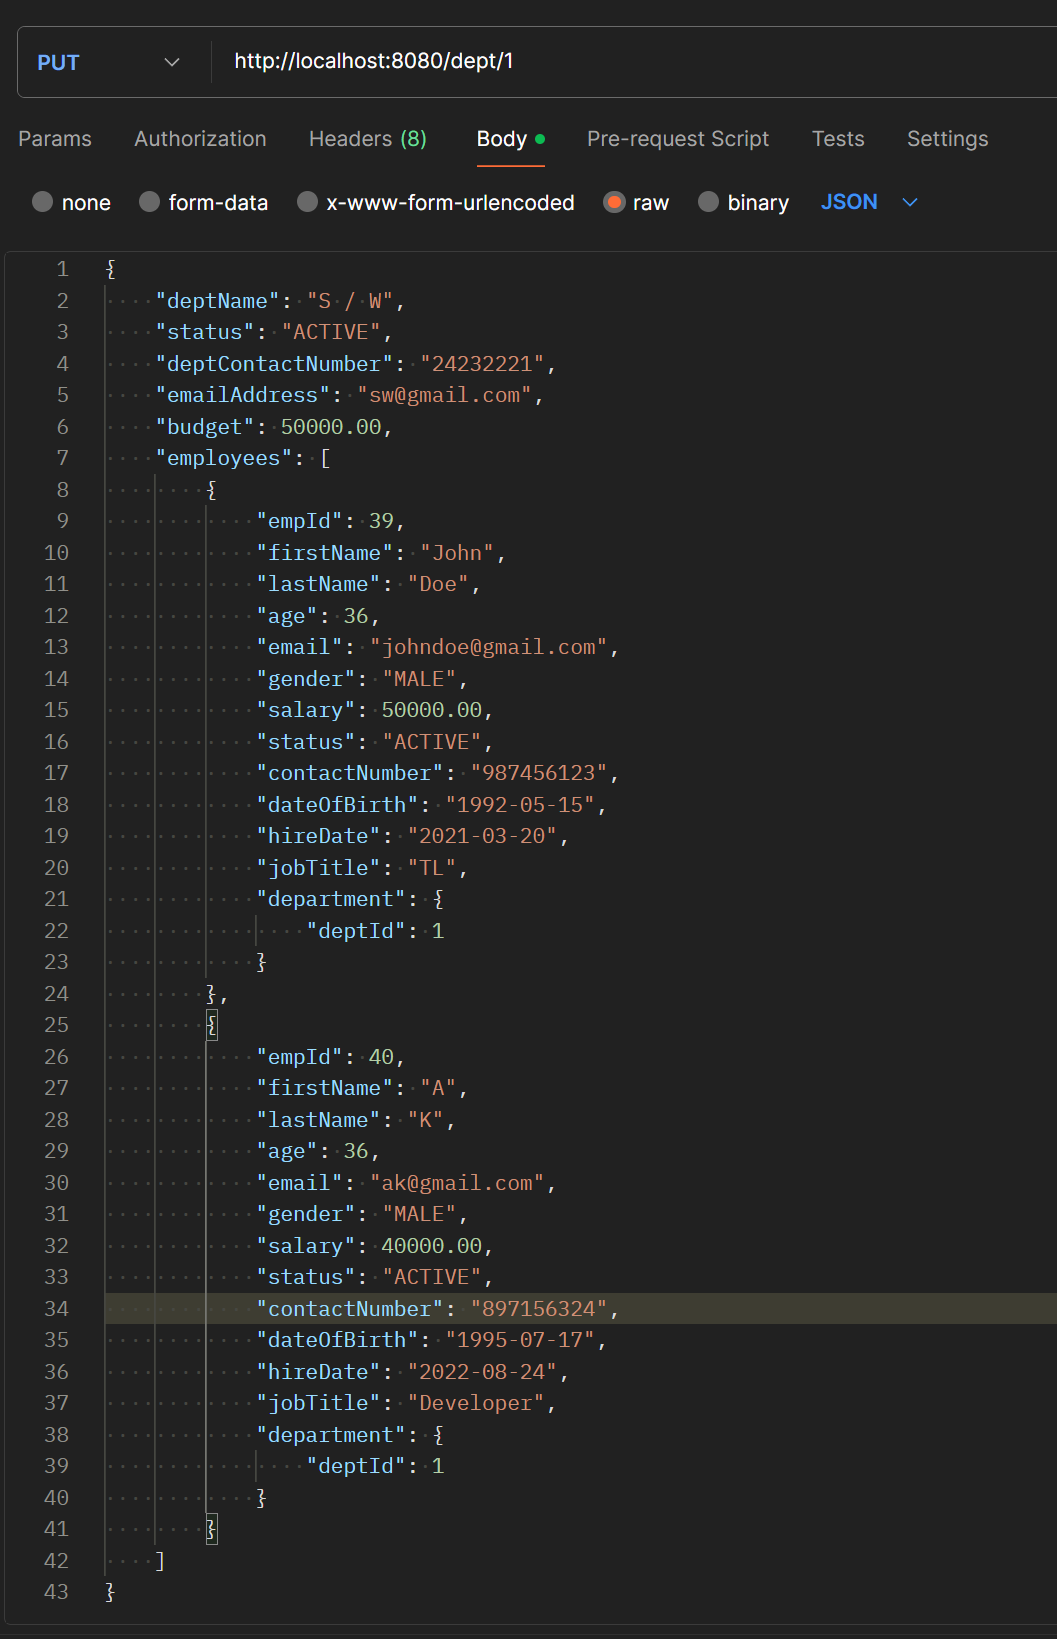 PUT http://localhost:8080/dept/1
Params Authorization Headers (8) Body Pre-request Script Tests Settings
none form-data x-www-form-urlencoded raw binary JSON
1 {
2 "deptName": "S / W",
3 "status": "ACTIVE",
4 "deptContactNumber": "24232221",
5 "emailAddress": "sw@gmail.com",
6 "budget": 50000.00,
7 "employees": [
8 {
9 "empId": 39,
10 "firstName": "John",
11 "lastName": "Doe",
12 "age": 36,
13 "email": "johndoe@gmail.com",
14 "gender": "MALE",
15 "salary": 50000.00,
16 "status": "ACTIVE",
17 "contactNumber": "987456123",
18 "dateOfBirth": "1992-05-15",
19 "hireDate": "2021-03-20",
20 "jobTitle": "TL",
21 "department": {
22 "deptId": 1
23 }
24 },
25 {
26 "empId": 40,
27 "firstName": "A",
28 "lastName": "K",
29 "age": 36,
30 "email": "ak@gmail.com",
31 "gender": "MALE",
32 "salary": 40000.00,
33 "status": "ACTIVE",
34 "contactNumber": "897156324",
35 "dateOfBirth": "1995-07-17",
36 "hireDate": "2022-08-24",
37 "jobTitle": "Developer",
38 "department": {
39 "deptId": 1
40 }
41 }
42 ]
43 }